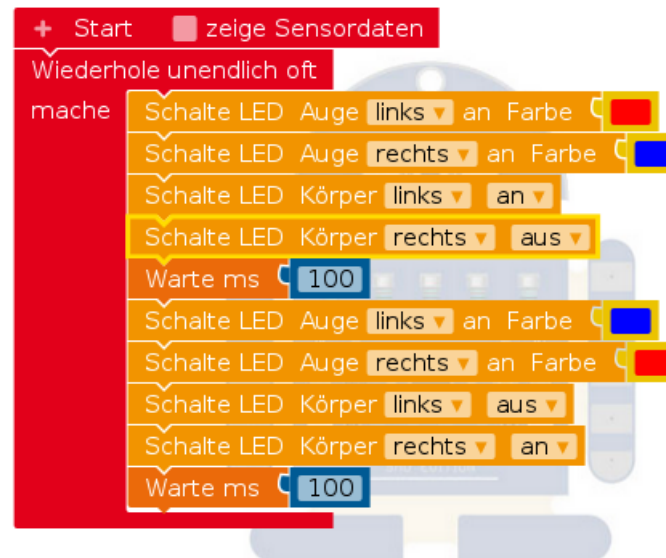 + Start zeige Sensordaten
Wiederhole unendlich oft
mache Schalte LED Auge links an Farbe
Schalte LED Auge rechts an Farbe
Schalte LED Körper links an
Schalte LED Körper rechts aus
Warte ms 100
Schalte LED Auge links an Farbe
Schalte LED Auge rechts an Farbe
Schalte LED Körper links aus
Schalte LED Körper rechts an
Warte ms 100